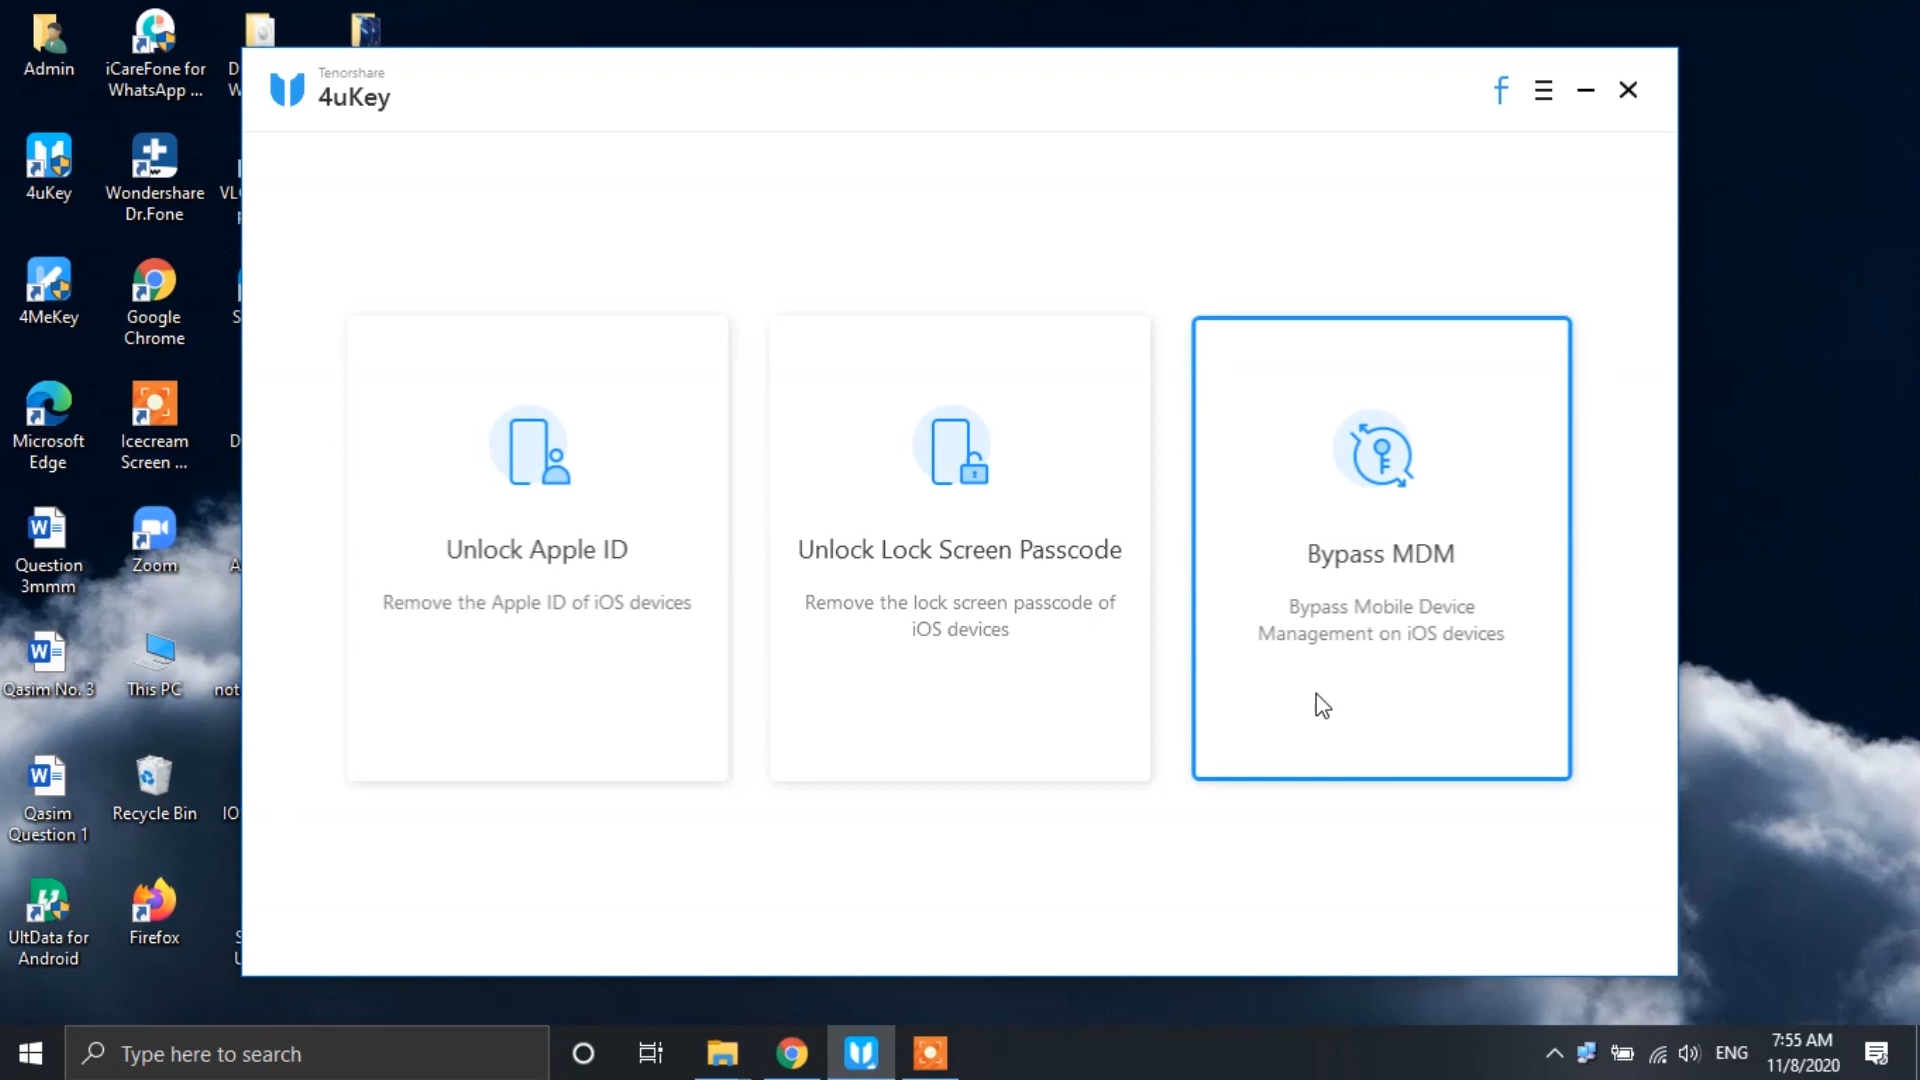 Admin
iCareFone for
WhatsApp ...
D
W
Tenorshare
4uKey
f
4uKey
Wondershare
Dr.Fone
VL
4MeKey
Google
Chrome
S
Microsoft
Edge
Icecream
Screen ...
D
Question
3mmm
Zoom
A
Qasim No. 3
This PC
not
Qasim
Question 1
Recycle Bin
IO
UltData for
Android
Firefox
S
U
Unlock Apple ID
Remove the Apple ID of iOS devices
Unlock Lock Screen Passcode
Remove the lock screen passcode of
iOS devices
Bypass MDM
Bypass Mobile Device
Management on iOS devices
Type here to search
ENG
7:55 AM
11/8/2020